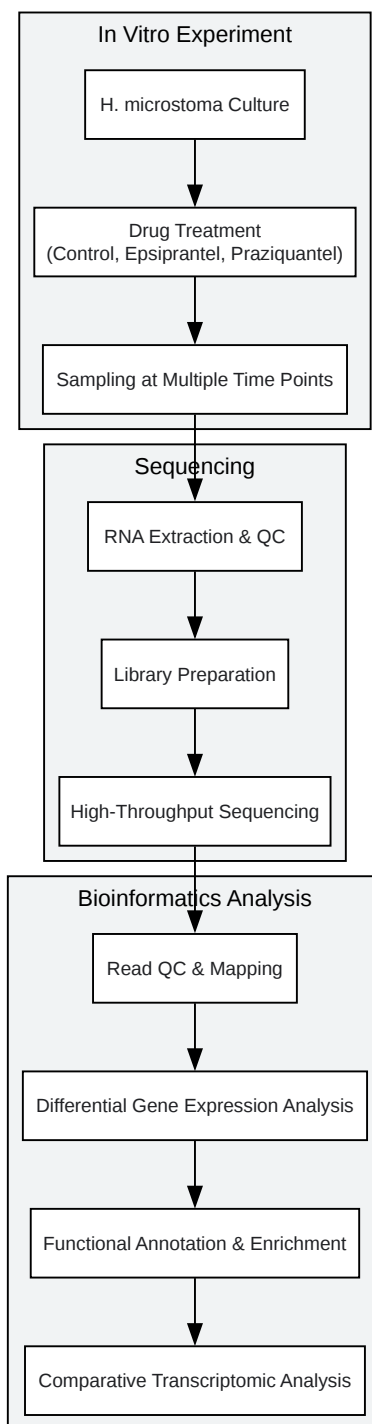 In Vitro Experiment
H. microstoma Culture
Drug Treatment
(Control, Epsiprantel, Praziquantel)
Sampling at Multiple Time Points
Sequencing
RNA Extraction & QC
Library Preparation
High-Throughput Sequencing
Bioinformatics Analysis
Read QC & Mapping
Differential Gene Expression Analysis
Functional Annotation & Enrichment
Comparative Transcriptomic Analysis